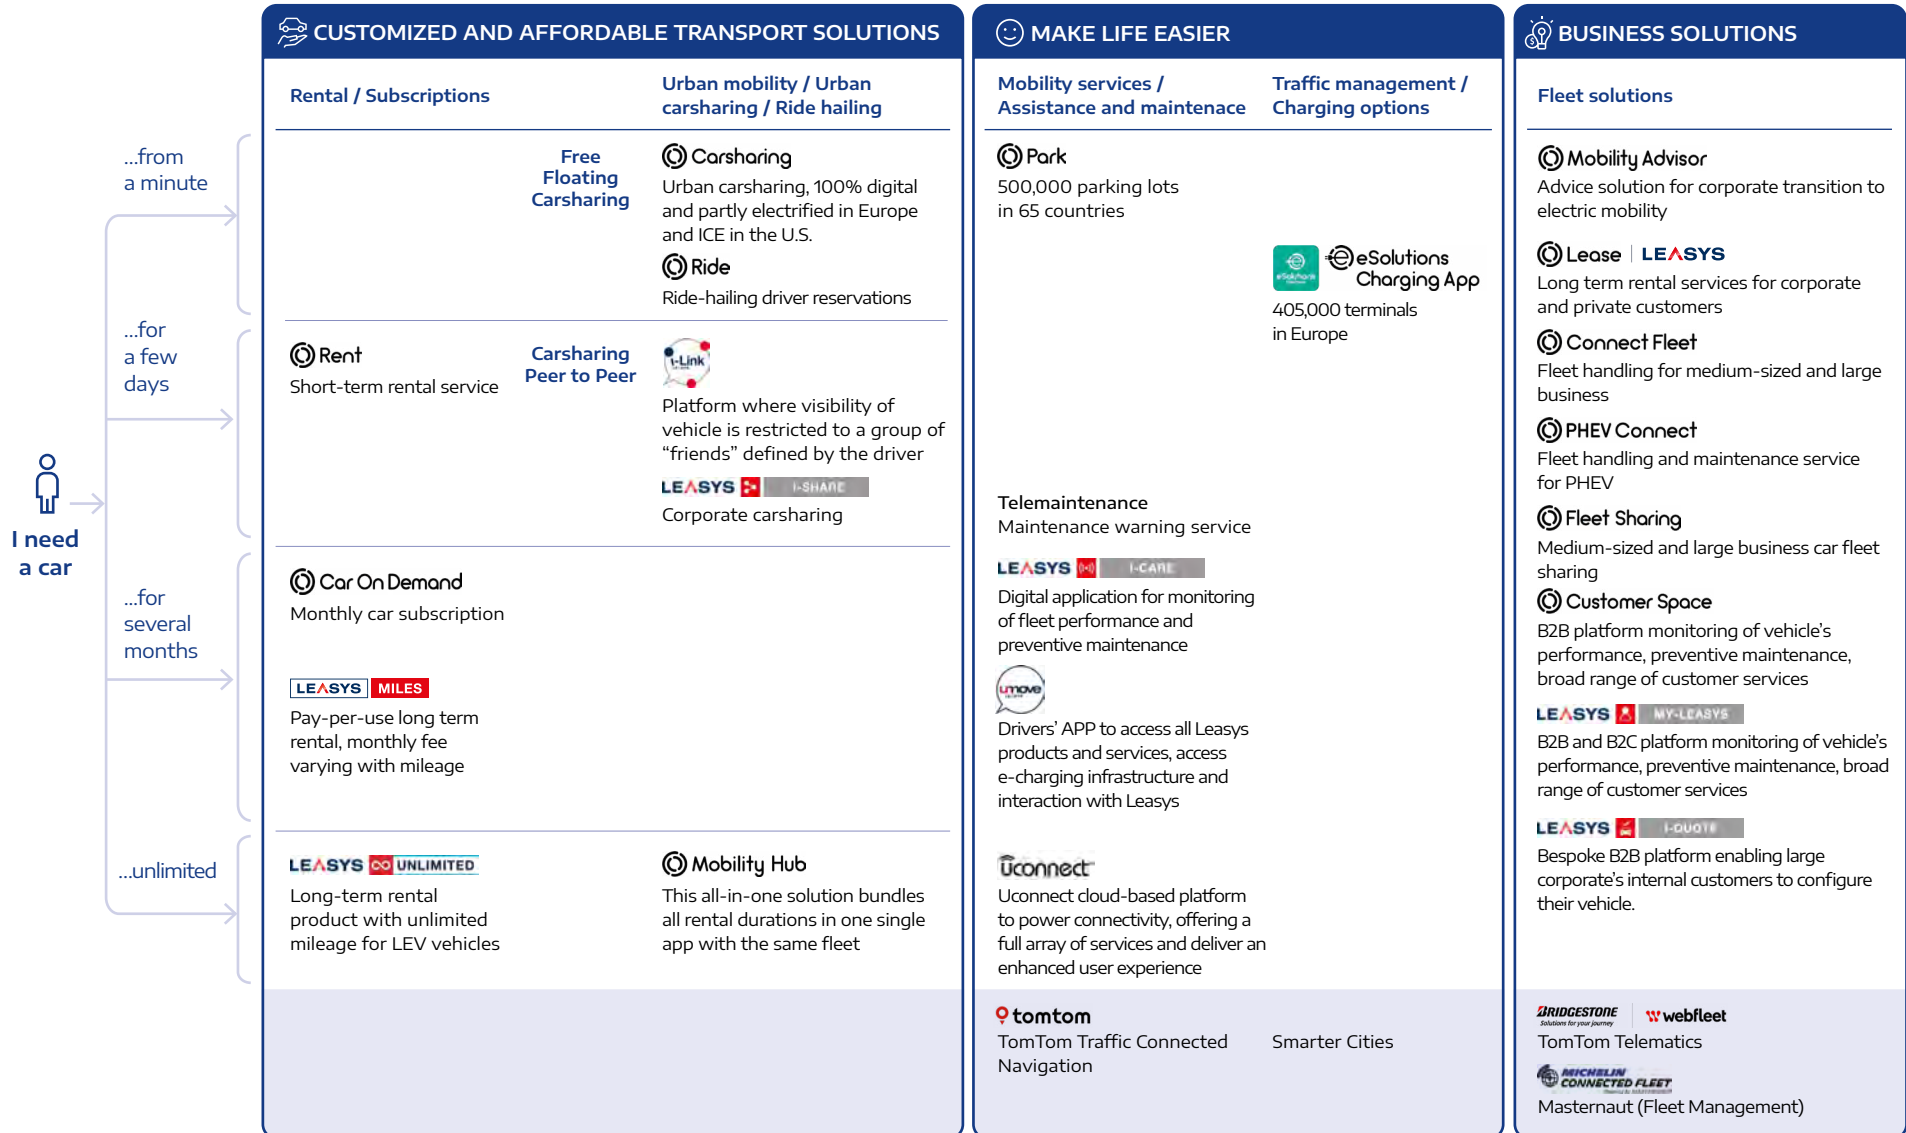 I need
a car
...from
a minute
...for
a few
days
...for
several
months
...unlimited
CUSTOMIZED AND AFFORDABLE TRANSPORT SOLUTIONS
Rental / Subscriptions
Urban mobility / Urban
carsharing / Ride hailing
Free
Floating
Carsharing
Carsharing
Urban carsharing, 100% digital
and partly electrified in Europe
and ICE in the U.S.
Ride
Ride-hailing driver reservations
Rent
Short-term rental service
Carsharing
Peer to Peer
i-Link
Platform where visibility of
vehicle is restricted to a group of
“friends” defined by the driver
LEASYS I-SHARE
Corporate carsharing
Car On Demand
Monthly car subscription
LEASYS MILES
Pay-per-use long term
rental, monthly fee
varying with mileage
LEASYS UNLIMITED
Long-term rental
product with unlimited
mileage for LEV vehicles
Mobility Hub
This all-in-one solution bundles
all rental durations in one single
app with the same fleet
MAKE LIFE EASIER
Mobility services /
Assistance and maintenace
Traffic management /
Charging options
Park
500,000 parking lots
in 65 countries
eSolutions
eSolutions
Charging App
405,000 terminals
in Europe
Telemaintenance
Maintenance warning service
LEASYS I-CARE
Digital application for monitoring
of fleet performance and
preventive maintenance
umove
Drivers’ APP to access all Leasys
products and services, access
e-charging infrastructure and
interaction with Leasys
uconnect
Uconnect cloud-based platform
to power connectivity, offering a
full array of services and deliver an
enhanced user experience
tomtom
TomTom Traffic Connected
Navigation
Smarter Cities
BUSINESS SOLUTIONS
Fleet solutions
Mobility Advisor
Advice solution for corporate transition to
electric mobility
Lease | LEASYS
Long term rental services for corporate
and private customers
Connect Fleet
Fleet handling for medium-sized and large
business
PHEV Connect
Fleet handling and maintenance service
for PHEV
Fleet Sharing
Medium-sized and large business car fleet
sharing
Customer Space
B2B platform monitoring of vehicle’s
performance, preventive maintenance,
broad range of customer services
LEASYS MY-LEASYS
B2B and B2C platform monitoring of vehicle’s
performance, preventive maintenance, broad
range of customer services
LEASYS I-QUOTE
Bespoke B2B platform enabling large
corporate’s internal customers to configure
their vehicle.
BRIDGESTONE
Solutions for your journey
webfleet
TomTom Telematics
MICHELIN
CONNECTED FLEET
Masternaut (Fleet Management)